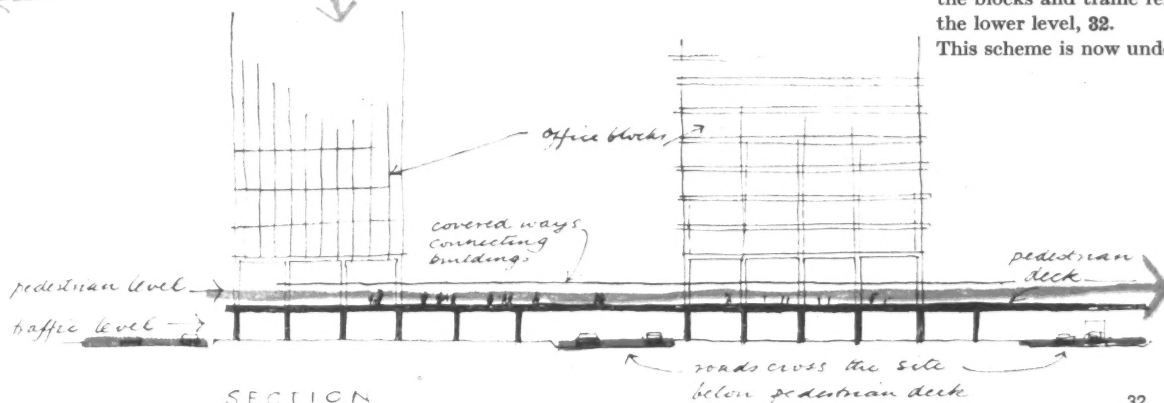 the blocks and traffic re
the lower level, 32.
This scheme is now und
office blocks
covered ways
connecting
buildings
pedestrian
deck
pedestrian level
traffic level
roads cross the site
below pedestrian deck
SECTION
32